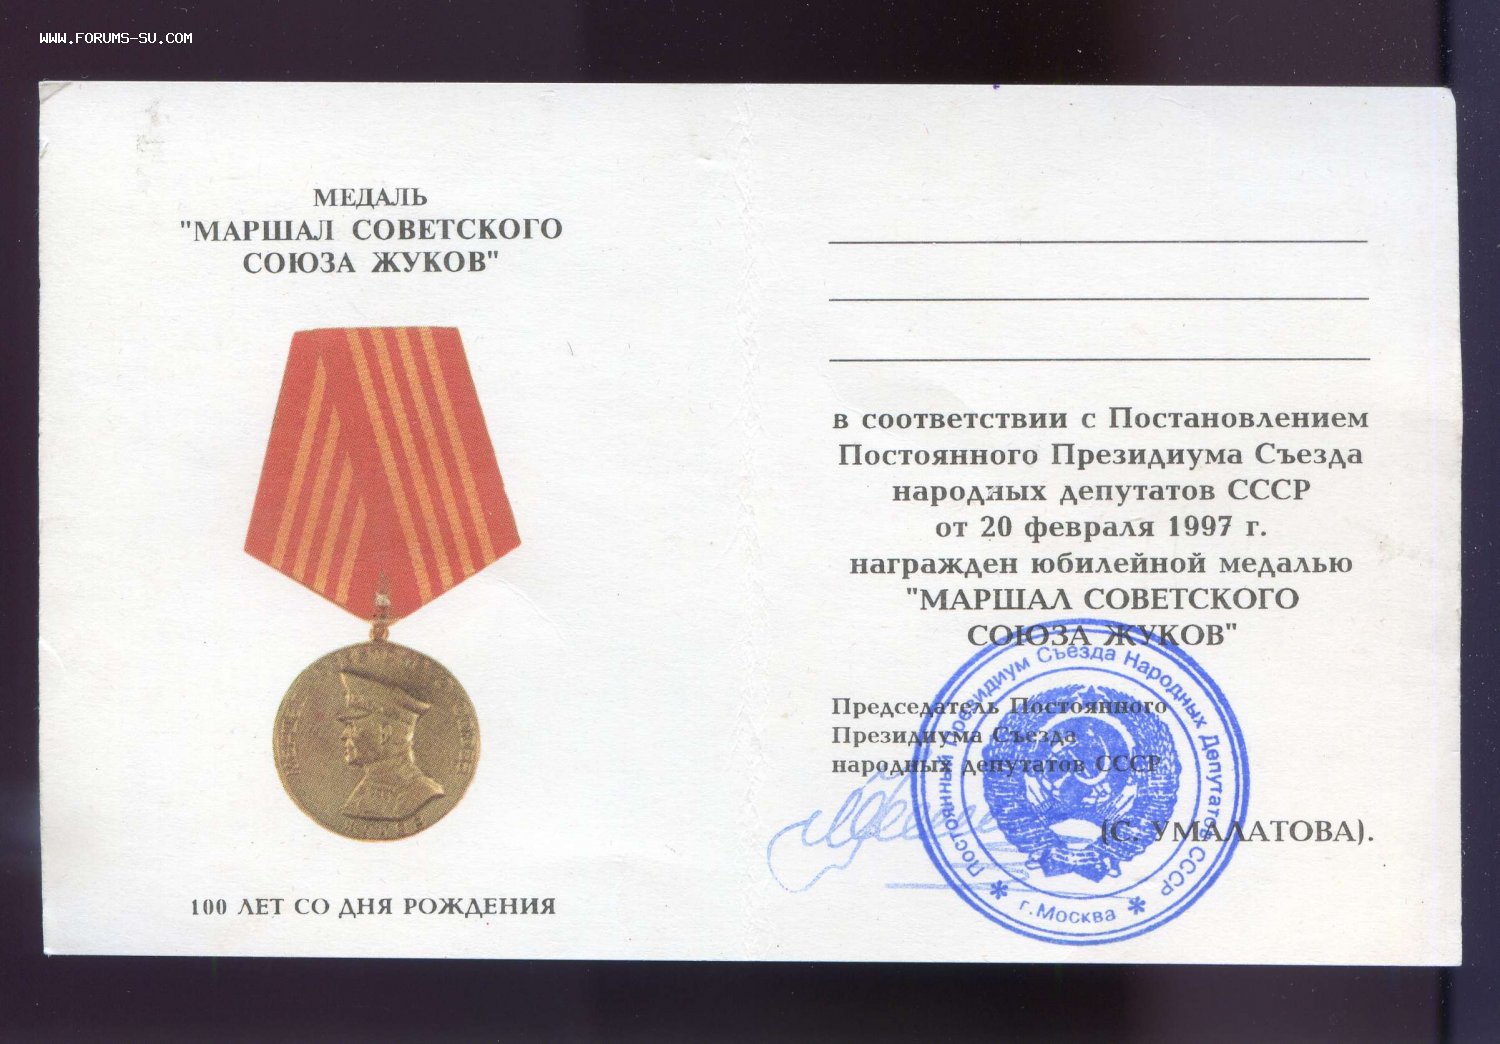 WWW.FORUMS-SU.COM
МЕДАЛЬ
"МАРШАЛ СОВЕТСКОГО
СОЮЗА ЖУКОВ"
100 ЛЕТ СО ДНЯ РОЖДЕНИЯ
в соответствии с Постановлением
Постоянного Президиума Съезда
народных депутатов СССР
от 20 февраля 1997 г.
награжден юбилейной медалью
"МАРШАЛ СОВЕТСКОГО
СОЮЗА ЖУКОВ"
Председатель Постоянного
Президиума Съезда
народных депутатов СССР
(С. УМАЛАТОВА).
Постоянный Президиум Съезда Народных Депутатов СССР
* г.Москва *